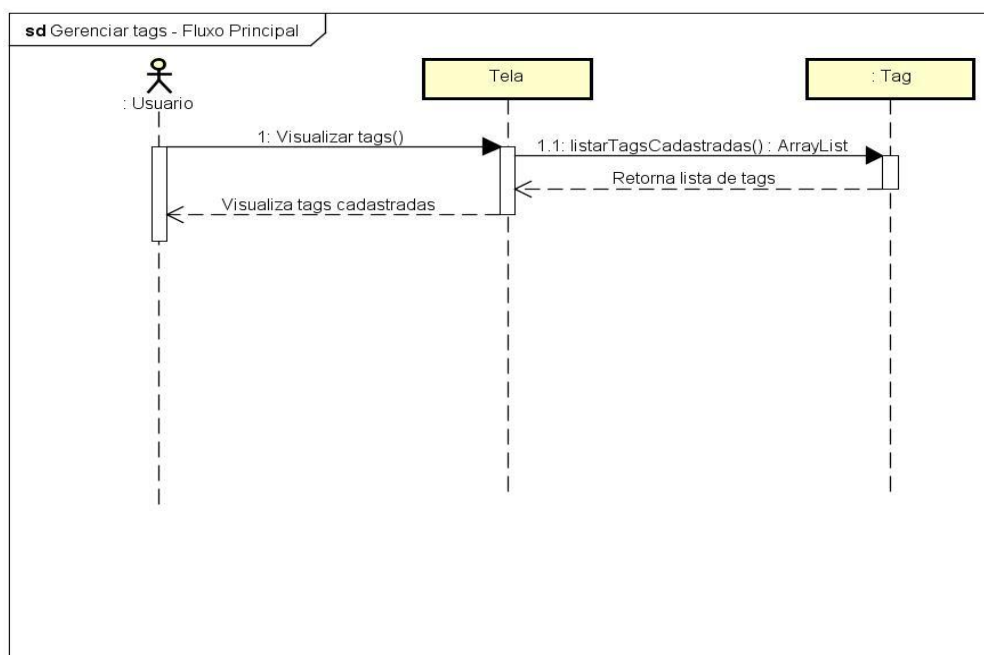 sd Gerenciar tags - Fluxo Principal
: Usuario
Tela
: Tag
1: Visualizar tags()
1.1: listarTagsCadastradas() : ArrayList
Retorna lista de tags
Visualiza tags cadastradas